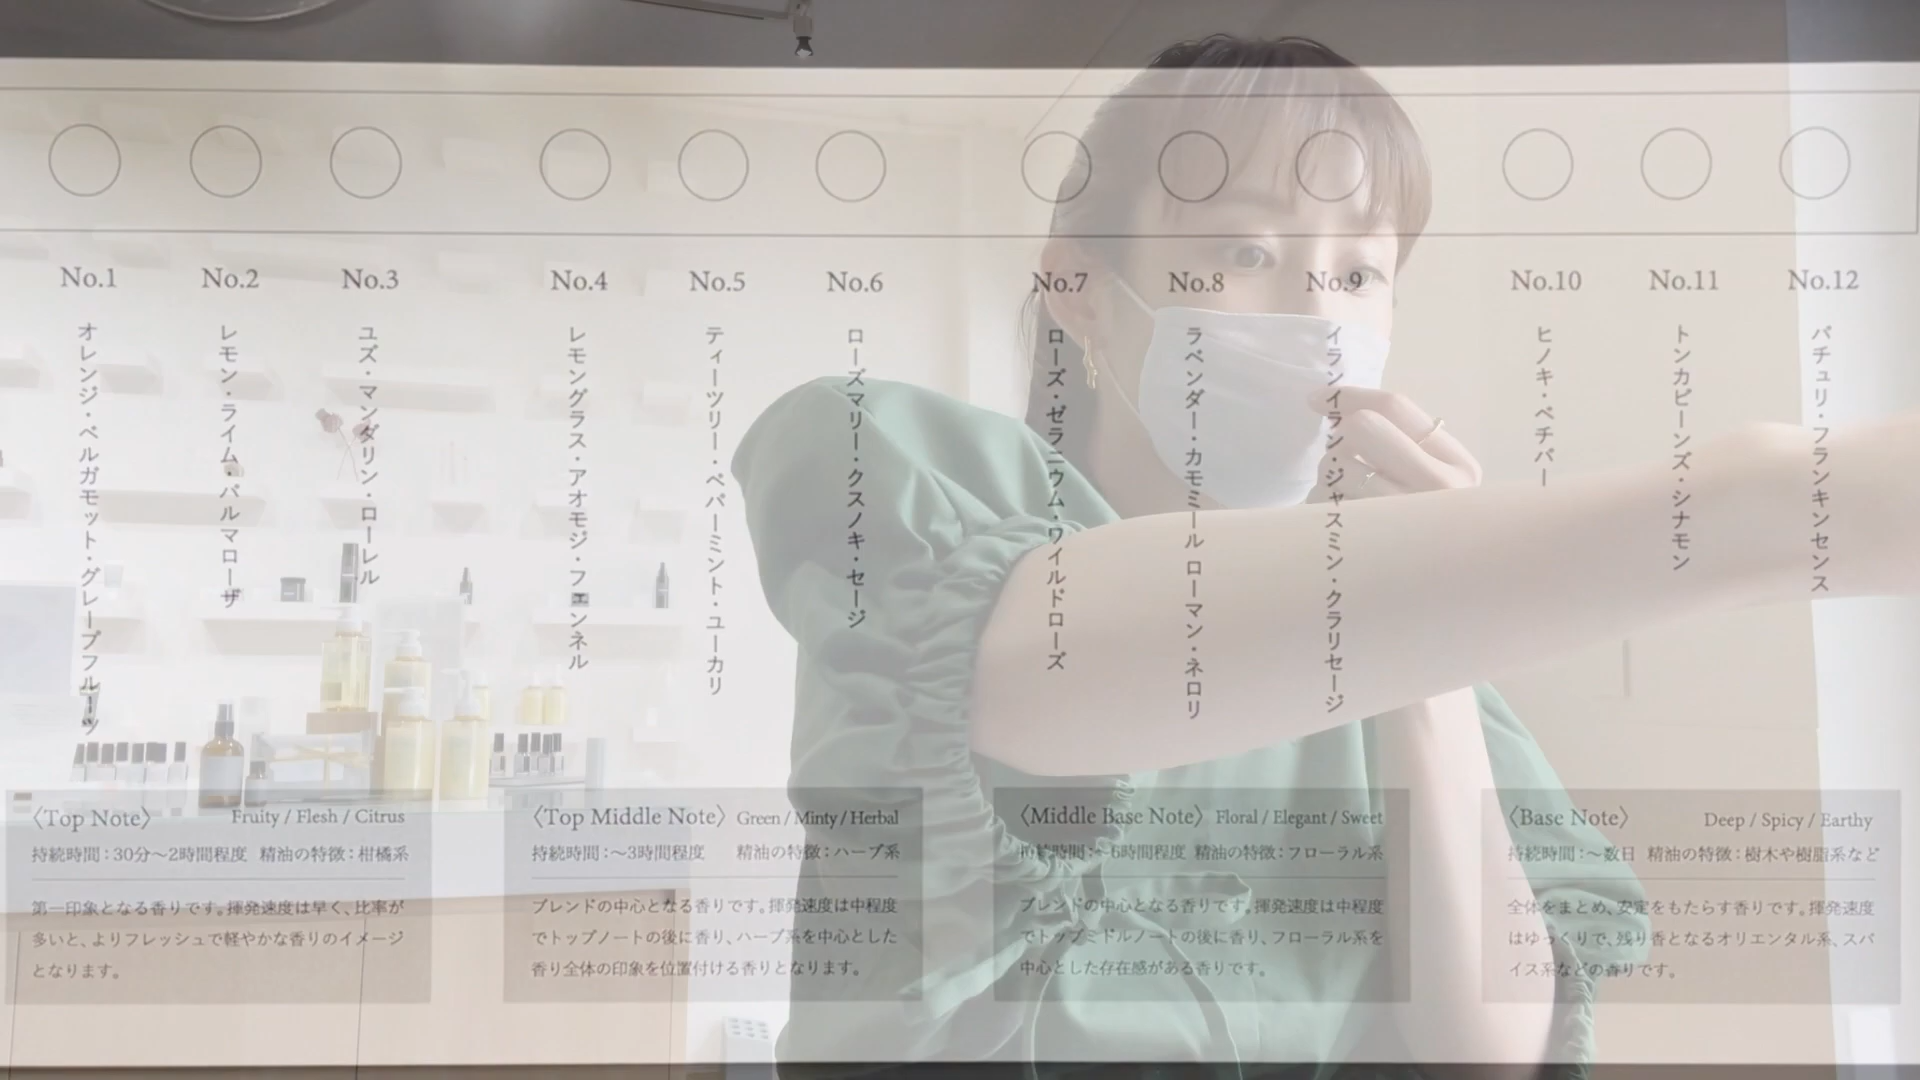 No.1
オレンジ・ベルガモット・グレープフルーツ
No.2
レモン・ライム・パルマローザ
No.3
ユズ・マンダリン・ローレル
No.4
レモングラス・アオモジ・フェンネル
No.5
ティーツリー・ペパーミント・ユーカリ
No.6
ローズマリー・クスノキ・セージ
No.7
ローズ・ゼラニウム・ワイルドローズ
No.8
ラベンダー・カモミール ローマン・ネロリ
No.9
イランイラン・ジャスミン・クラリセージ
No.10
ヒノキ・ベチバー
No.11
トンカビーンズ・シナモン
No.12
パチュリ・フランキンセンス
〈Top Note〉 Fruity / Flesh / Citrus
持続時間：30分〜2時間程度 精油の特徴：柑橘系
第一印象となる香りです。揮発速度は早く、比率が
多いと、よりフレッシュで軽やかな香りのイメージ
となります。
〈Top Middle Note〉 Green / Minty / Herbal
持続時間：〜3時間程度 精油の特徴：ハーブ系
ブレンドの中心となる香りです。揮発速度は中程度
でトップノートの後に香り、ハーブ系を中心とした
香り全体の印象を位置付ける香りとなります。
〈Middle Base Note〉 Floral / Elegant / Sweet
持続時間：〜6時間程度 精油の特徴：フローラル系
ブレンドの中心となる香りです。揮発速度は中程度
でトップミドルノートの後に香り、フローラル系を
中心とした存在感がある香りです。
〈Base Note〉 Deep / Spicy / Earthy
持続時間：〜数日 精油の特徴：樹木や樹脂系など
全体をまとめ、安定をもたらす香りです。揮発速度
はゆっくりで、残り香となるオリエンタル系、スパ
イス系などの香りです。